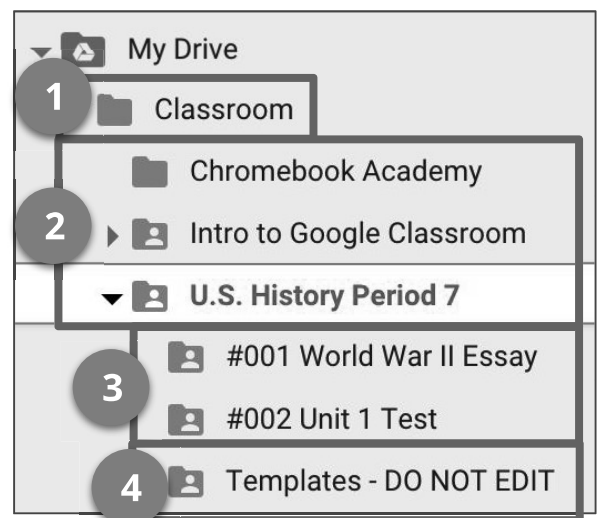 My Drive
1 Classroom
Chromebook Academy
2 Intro to Google Classroom
U.S. History Period 7
#001 World War II Essay
3
#002 Unit 1 Test
4 Templates - DO NOT EDIT